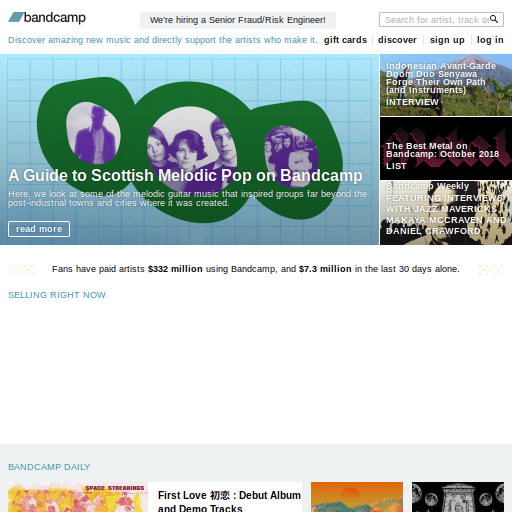 bandcamp
We're hiring a Senior Fraud/Risk Engineer!
Search for artist, track or
Discover amazing new music and directly support the artists who make it.
gift cards
discover
sign up
log in
A Guide to Scottish Melodic Pop on Bandcamp
Here, we look at some of the melodic guitar music that inspired groups far beyond the
post-industrial towns and cities where it was created.
read more
Indonesian Avant-Garde
Doom Duo Senyawa
Forge Their Own Path
(and Instruments)
INTERVIEW
The Best Metal on
Bandcamp: October 2018
LIST
Bandcamp Weekly
FEATURING INTERVIEWS
WITH JAZZ MAVERICKS
MAKAYA MCCRAVEN AND
DANIEL CRAWFORD.
Fans have paid artists $332 million using Bandcamp, and $7.3 million in the last 30 days alone.
SELLING RIGHT NOW
BANDCAMP DAILY
SPACE STREAKINGS
First Love 初恋 : Debut Album
and Demo Tracks